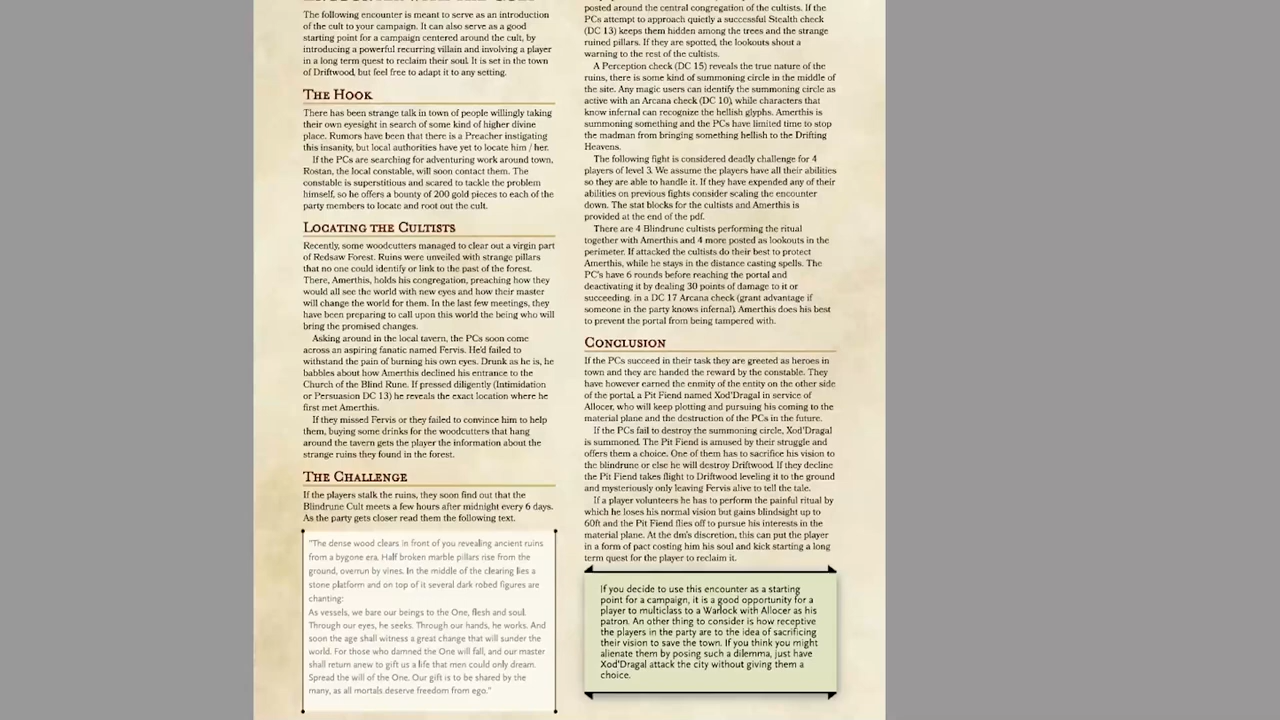 The following encounter is meant to serve as an introduction
of the cult to your campaign. It can also serve as a good
starting point for a campaign centered around the cult, by
introducing a powerful recurring villain and involving a player
in a long term quest to reclaim their soul. It is set in the town
of Driftwood, but feel free to adapt it to any setting.
The Hook
There has been strange talk in town of people willingly taking
their own eyesight in search of some kind of higher divine
place. Rumors have been that there is a Preacher instigating
this insanity, but local authorities have yet to locate him / her.
If the PCs are searching for adventuring work around town,
Rostan, the local constable, will soon contact them. The
constable is superstitious and scared to tackle the problem
himself, so he offers a bounty of 200 gold pieces to each of the
party members to locate and root out the cult.
Locating the Cultists
Recently, some woodcutters managed to clear out a virgin part
of Redsaw Forest. Ruins were unveiled with strange pillars
that no one could identify or link to the past of the forest.
There, Amerthis, holds his congregation, preaching how they
would all see the world with new eyes and how their master
will change the world for them. In the last few meetings, they
have been preparing to call upon this world the being who will
bring the promised changes.
Asking around in the local tavern, the PCs soon come
across an aspiring fanatic named Fervis. He'd failed to
withstand the pain of burning his own eyes. Drunk as he is, he
babbles about how Amerthis declined his entrance to the
Church of the Blind Rune. If pressed diligently (Intimidation
or Persuasion DC 13) he reveals the exact location where he
first met Amerthis.
If they missed Fervis or they failed to convince him to help
them, buying some drinks for the woodcutters that hang
around the tavern gets the player the information about the
strange ruins they found in the forest.
The Challenge
If the players stalk the ruins, they soon find out that the
Blindrune Cult meets a few hours after midnight every 6 days.
As the party gets closer read them the following text.
"The dense wood clears in front of you revealing ancient ruins
from a bygone era. Half broken marble pillars rise from the
ground, overrun by vines. In the middle of the clearing lies a
stone platform and on top of it several dark robed figures are
chanting:
As vessels, we bare our beings to the One, flesh and soul.
Through our eyes, he seeks. Through our hands, he works. And
soon the age shall witness a great change that will sunder the
world. For those who damned the One will fall, and our master
shall return anew to gift us a life that men could only dream.
Spread the will of the One. Our gift is to be shared by the
many, as all mortals deserve freedom from ego."
posted around the central congregation of the cultists. If the
PCs attempt to approach quietly a successful Stealth check
(DC 13) keeps them hidden among the trees and the strange
ruined pillars. If they are spotted, the lookouts shout a
warning to the rest of the cultists.
A Perception check (DC 15) reveals the true nature of the
ruins, there is some kind of summoning circle in the middle of
the site. Any magic users can identify the summoning circle as
active with an Arcana check (DC 10), while characters that
know infernal can recognize the hellish glyphs. Amerthis is
summoning something and the PCs have limited time to stop
the madman from bringing something hellish to the Drifting
Heavens.
The following fight is considered deadly challenge for 4
players of level 3. We assume the players have all their abilities
so they are able to handle it. If they have expended any of their
abilities on previous fights consider scaling the encounter
down. The stat blocks for the cultists and Amerthis is
provided at the end of the pdf.
There are 4 Blindrune cultists performing the ritual
together with Amerthis and 4 more posted as lookouts in the
perimeter. If attacked the cultists do their best to protect
Amerthis, while he stays in the distance casting spells. The
PC's have 6 rounds before reaching the portal and
deactivating it by dealing 30 points of damage to it or
succeeding. in a DC 17 Arcana check (grant advantage if
someone in the party knows infernal). Amerthis does his best
to prevent the portal from being tampered with.
Conclusion
If the PCs succeed in their task they are greeted as heroes in
town and they are handed the reward by the constable. They
have however earned the enmity of the entity on the other side
of the portal, a Pit Fiend named Xod'Dragal in service of
Allocer, who will keep plotting and pursuing his coming to the
material plane and the destruction of the PCs in the future.
If the PCs fail to destroy the summoning circle, Xod'Dragal
is summoned. The Pit Fiend is amused by their struggle and
offers them a choice. One of them has to sacrifice his vision to
the blindrune or else he will destroy Driftwood. If they decline
the Pit Fiend takes flight to Driftwood leveling it to the ground
and mysteriously only leaving Fervis alive to tell the tale.
If a player volunteers he has to perform the painful ritual by
which he loses his normal vision but gains blindsight up to
60ft and the Pit Fiend flies off to pursue his interests in the
material plane. At the dm's discretion, this can put the player
in a form of pact costing him his soul and kick starting a long
term quest for the player to reclaim it.
If you decide to use this encounter as a starting
point for a campaign, it is a good opportunity for a
player to multiclass to a Warlock with Allocer as his
patron. An other thing to consider is how receptive
the players in the party are to the idea of sacrificing
their vision to save the town. If you think you might
alienate them by posing such a dilemma, just have
Xod'Dragal attack the city without giving them a
choice.